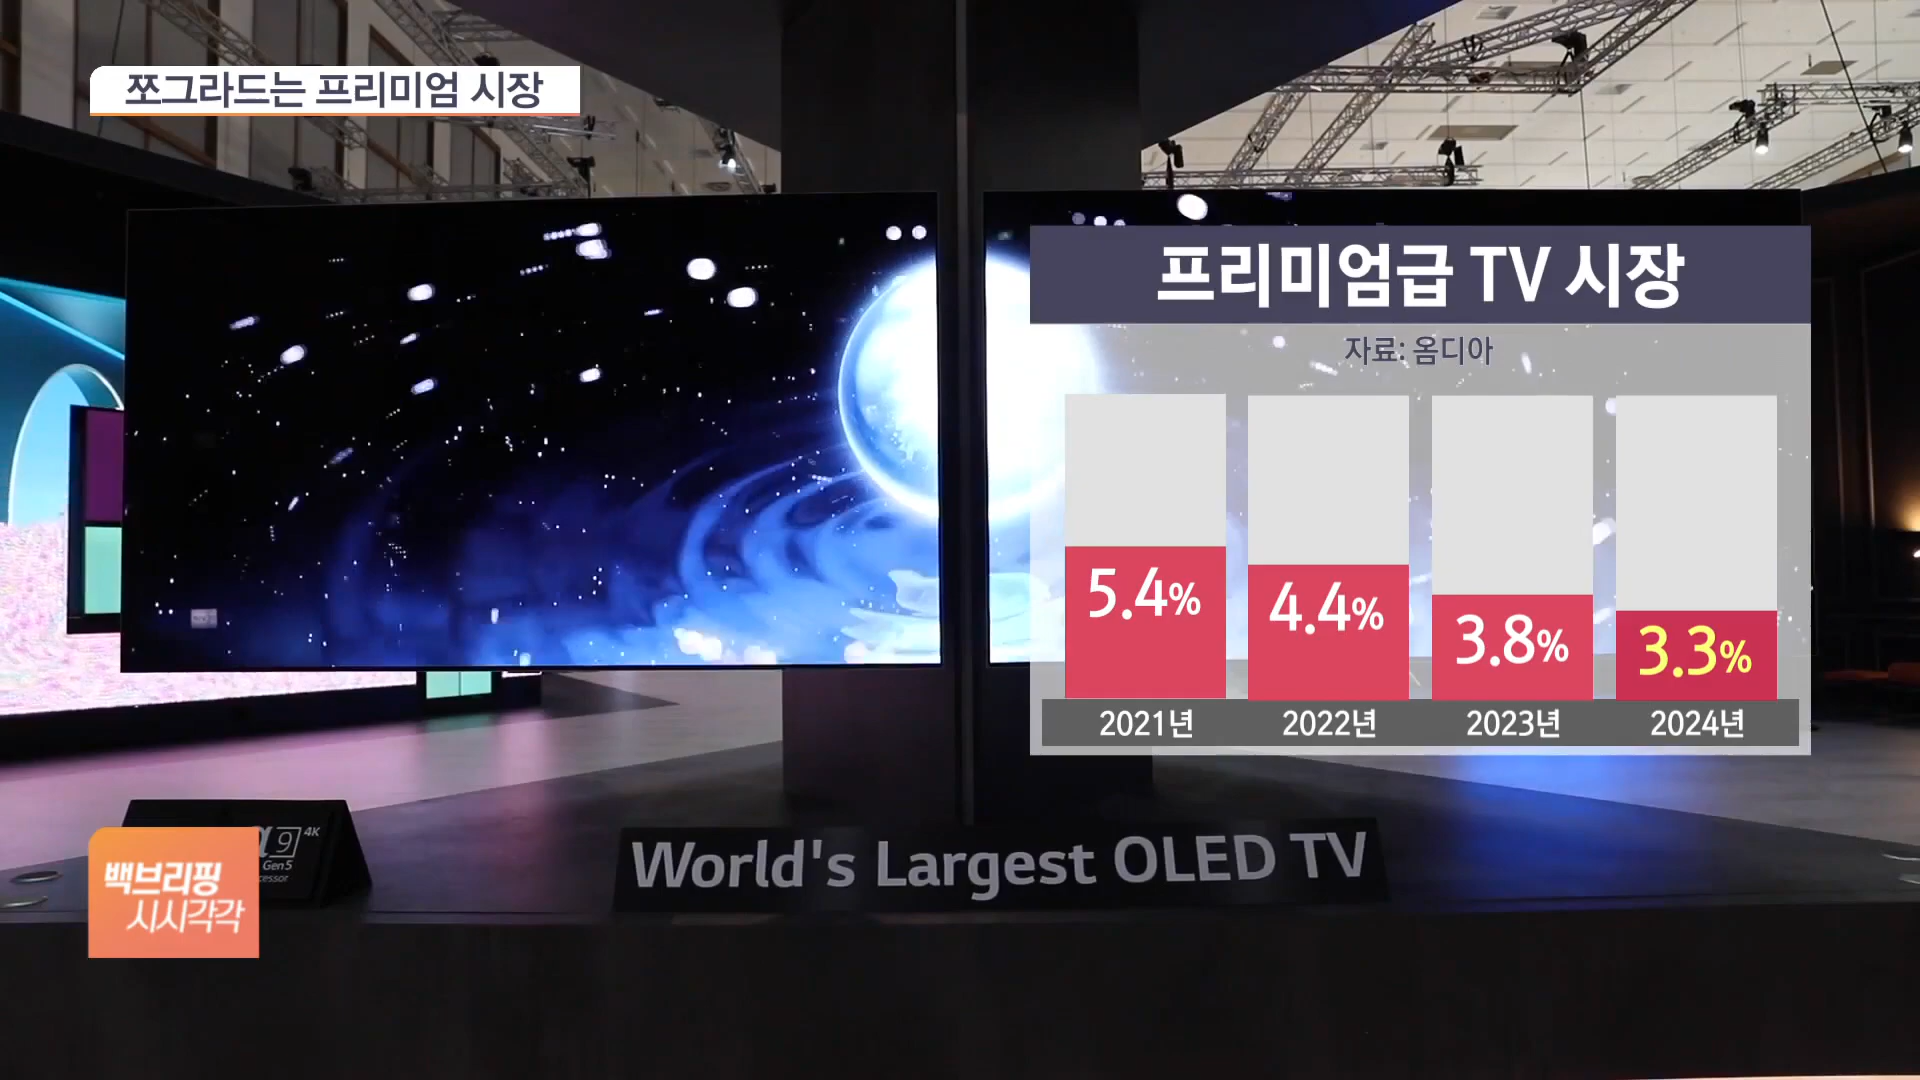 쪼그라드는 프리미엄 시장
프리미엄급 TV 시장
자료: 옴디아
5.4%
4.4%
3.8%
3.3%
2021년
2022년
2023년
2024년
α9 4K
Gen5
World's Largest OLED TV
백브리핑
시시각각